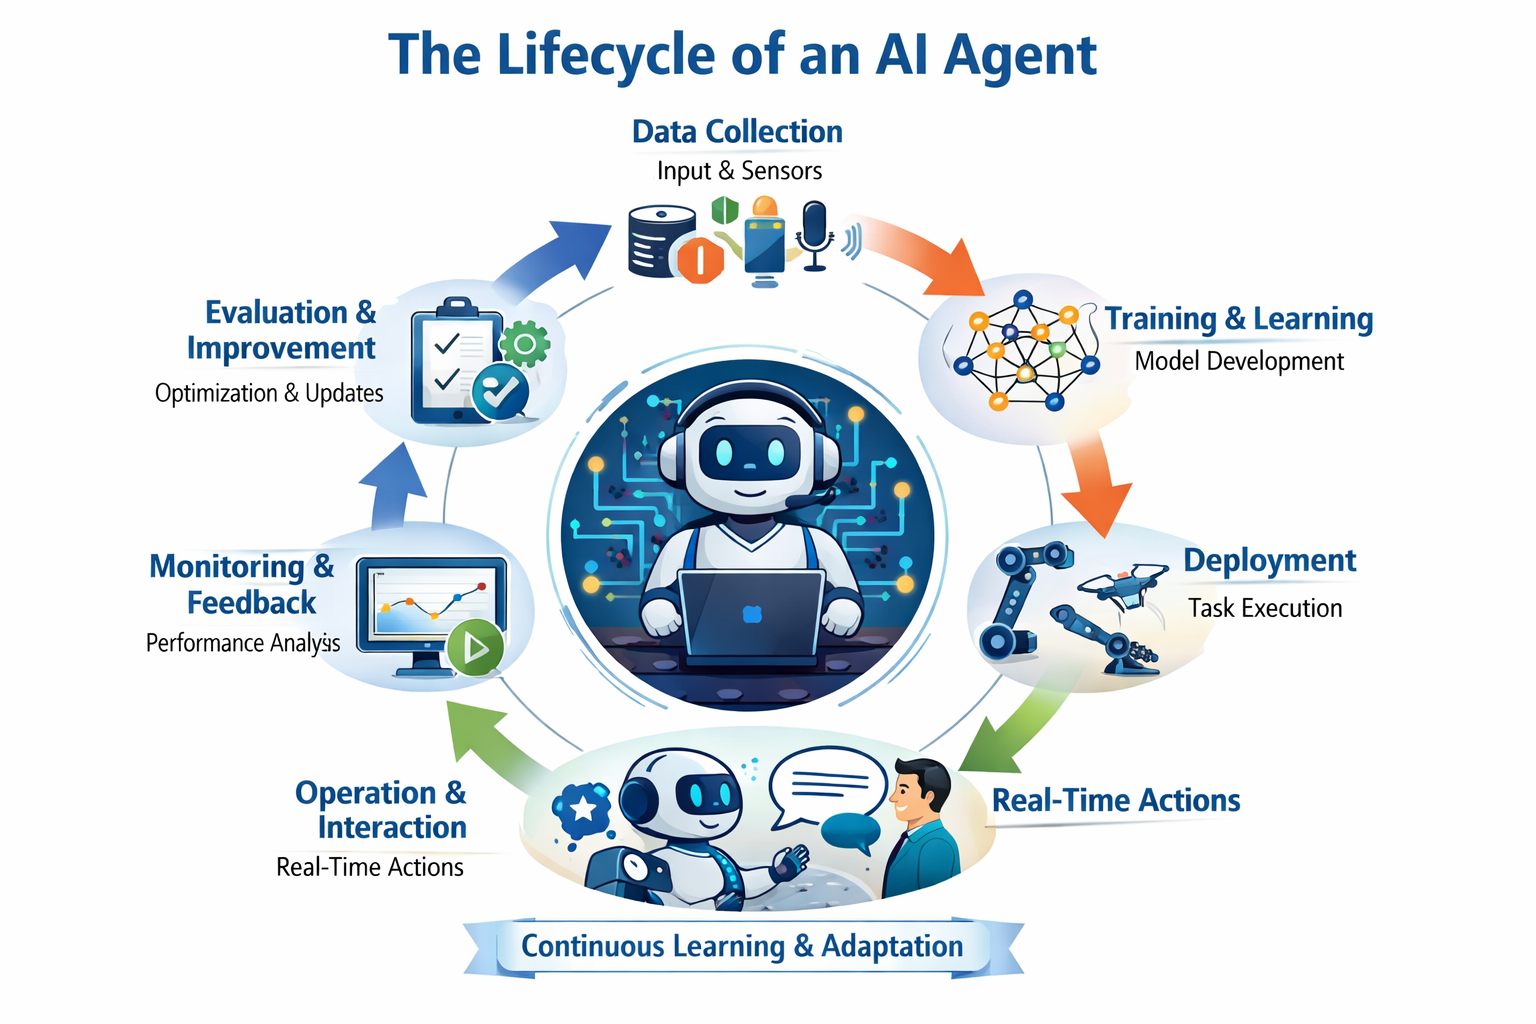 The Lifecycle of an AI Agent
Data Collection
Input & Sensors
Training & Learning
Model Development
Deployment
Task Execution
Real-Time Actions
Operation &
Interaction
Real-Time Actions
Monitoring &
Feedback
Performance Analysis
Evaluation &
Improvement
Optimization & Updates
Continuous Learning & Adaptation